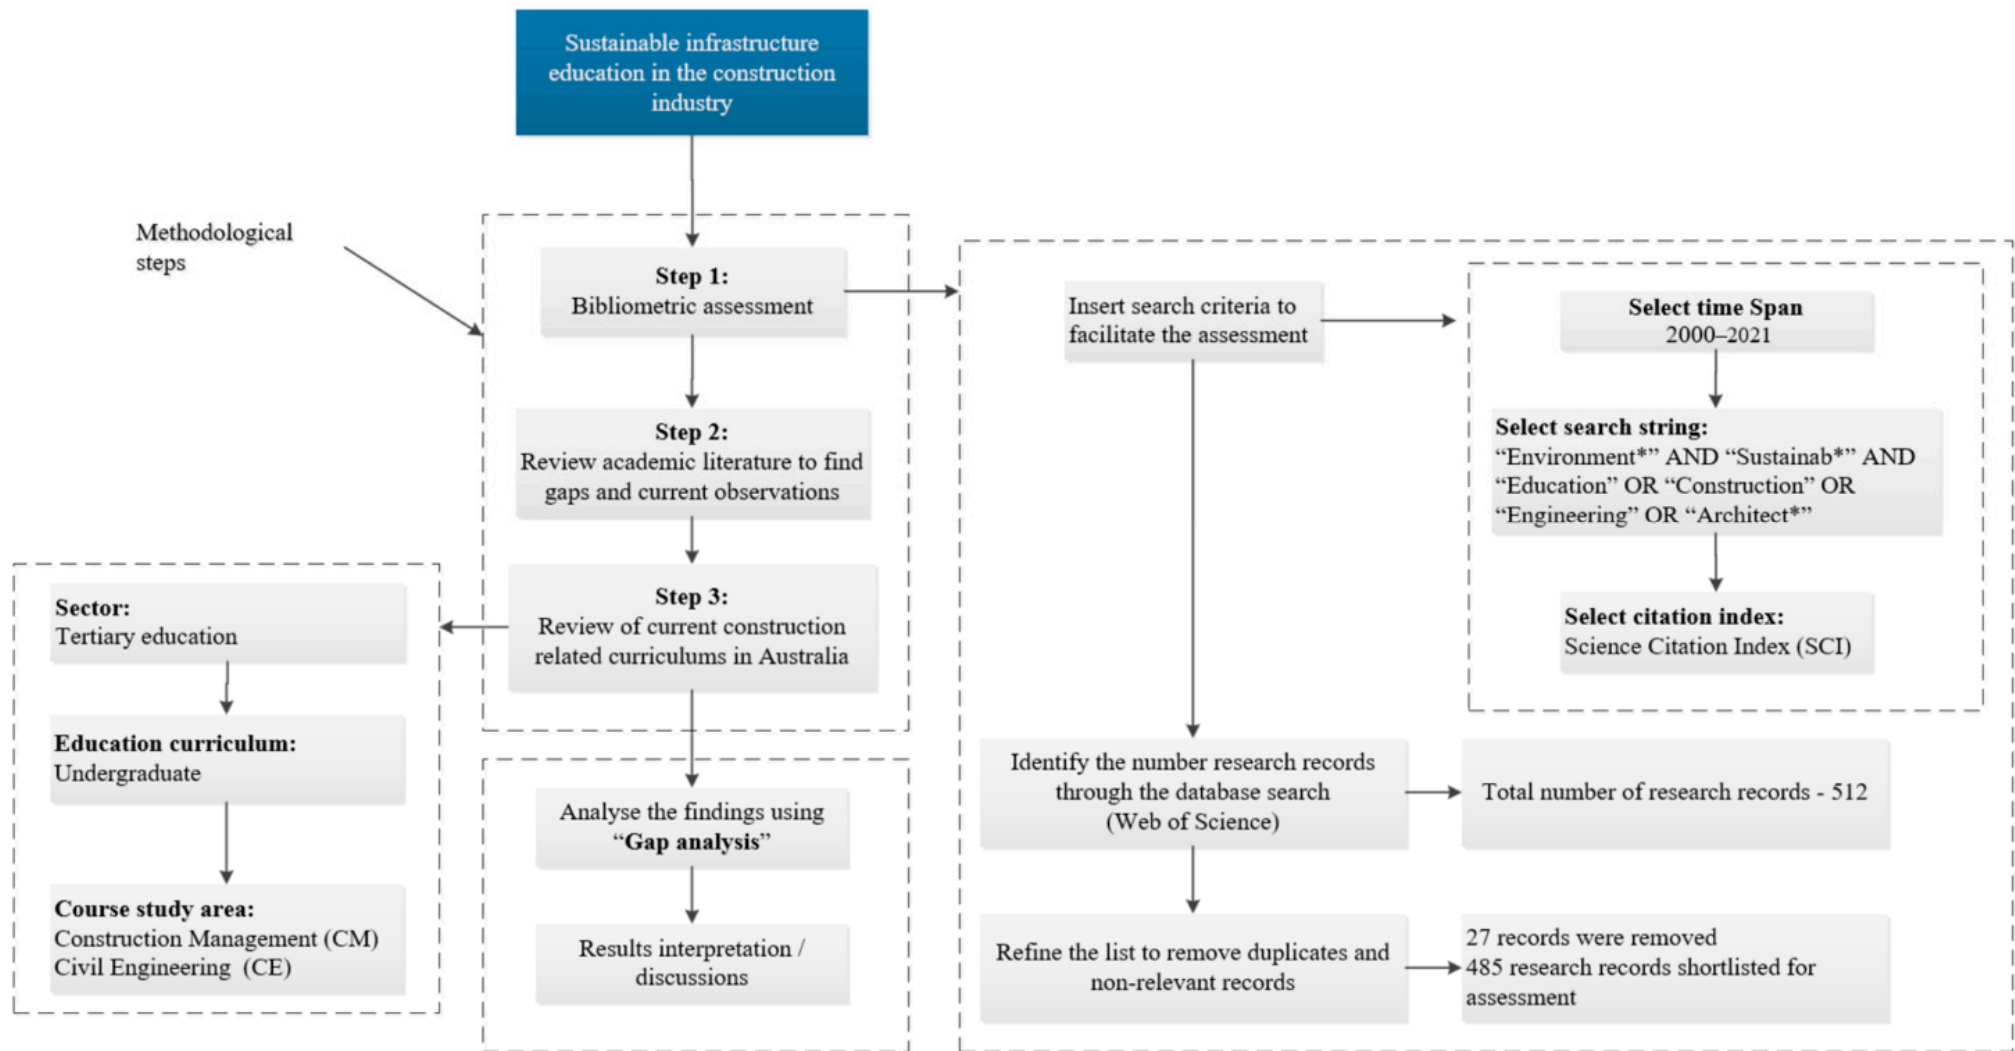 Sustainable infrastructure
education in the construction
industry
Methodological
steps
Step 1:
Bibliometric assessment
Step 2:
Review academic literature to find
gaps and current observations
Step 3:
Review of current construction
related curriculums in Australia
Sector:
Tertiary education
Education curriculum:
Undergraduate
Course study area:
Construction Management (CM)
Civil Engineering (CE)
Analyse the findings using
“Gap analysis”
Results interpretation /
discussions
Insert search criteria to
facilitate the assessment
Select time Span
2000–2021
Select search string:
“Environment*” AND “Sustainab*” AND
“Education” OR “Construction” OR
“Engineering” OR “Architect*”
Select citation index:
Science Citation Index (SCI)
Identify the number research records
through the database search
(Web of Science)
Total number of research records - 512
Refine the list to remove duplicates and
non-relevant records
27 records were removed
485 research records shortlisted for
assessment